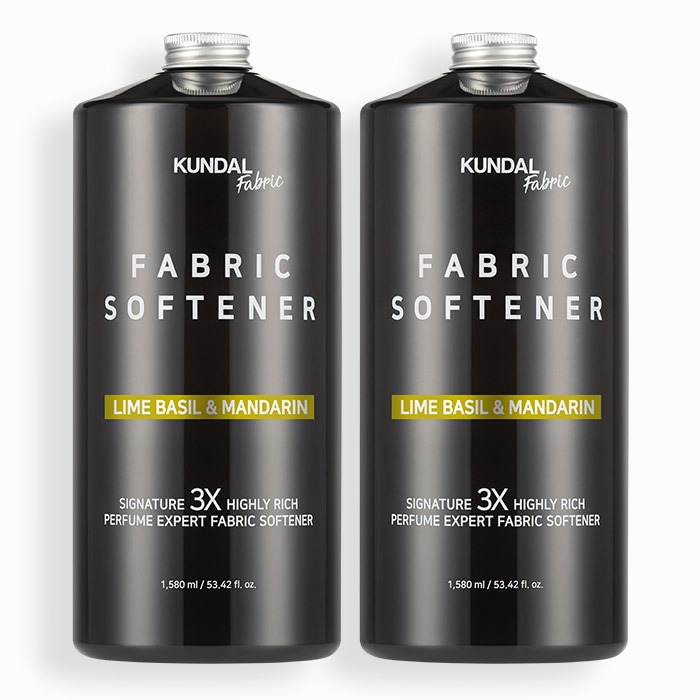 KUNDAL
Fabric
FABRIC
SOFTENER
LIME BASIL & MANDARIN
SIGNATURE 3X HIGHLY RICH
PERFUME EXPERT FABRIC SOFTENER
1,580 ml / 53.42 fl. oz.
KUNDAL
Fabric
FABRIC
SOFTENER
LIME BASIL & MANDARIN
SIGNATURE 3X HIGHLY RICH
PERFUME EXPERT FABRIC SOFTENER
1,580 ml / 53.42 fl. oz.